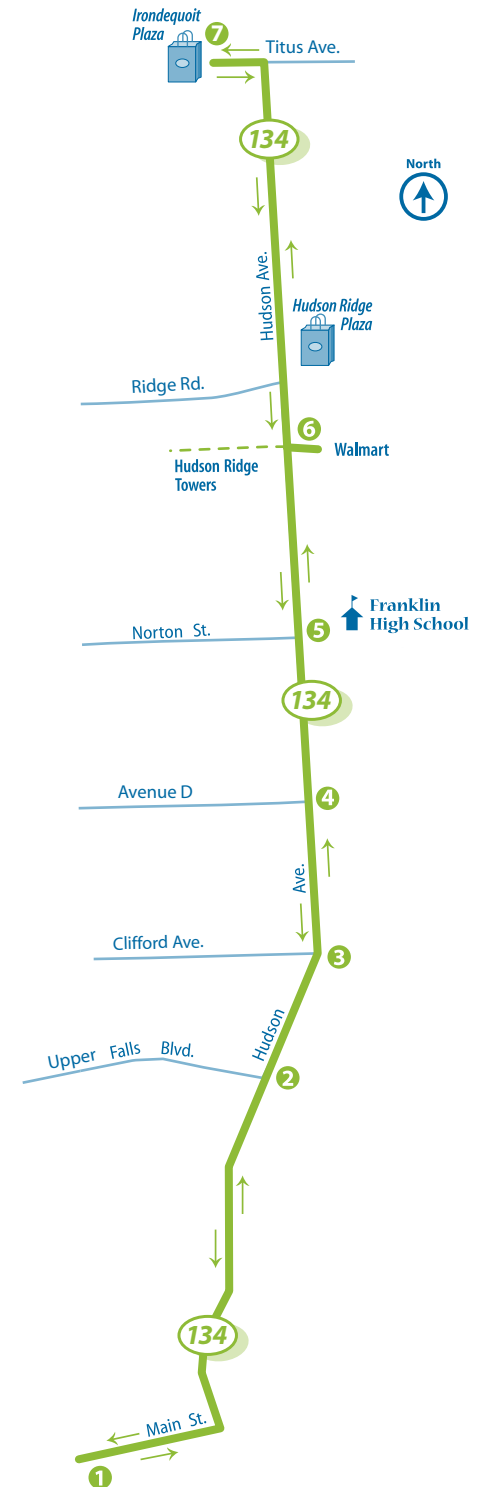 Irondequoit
Plaza
7
Titus Ave.
134
North
Hudson Ave.
Hudson Ridge
Plaza
Ridge Rd.
6
Walmart
Hudson Ridge
Towers
Franklin
High School
5
Norton St.
134
Avenue D
4
Ave.
Clifford Ave.
3
Hudson
Upper Falls Blvd.
2
134
Main St.
1